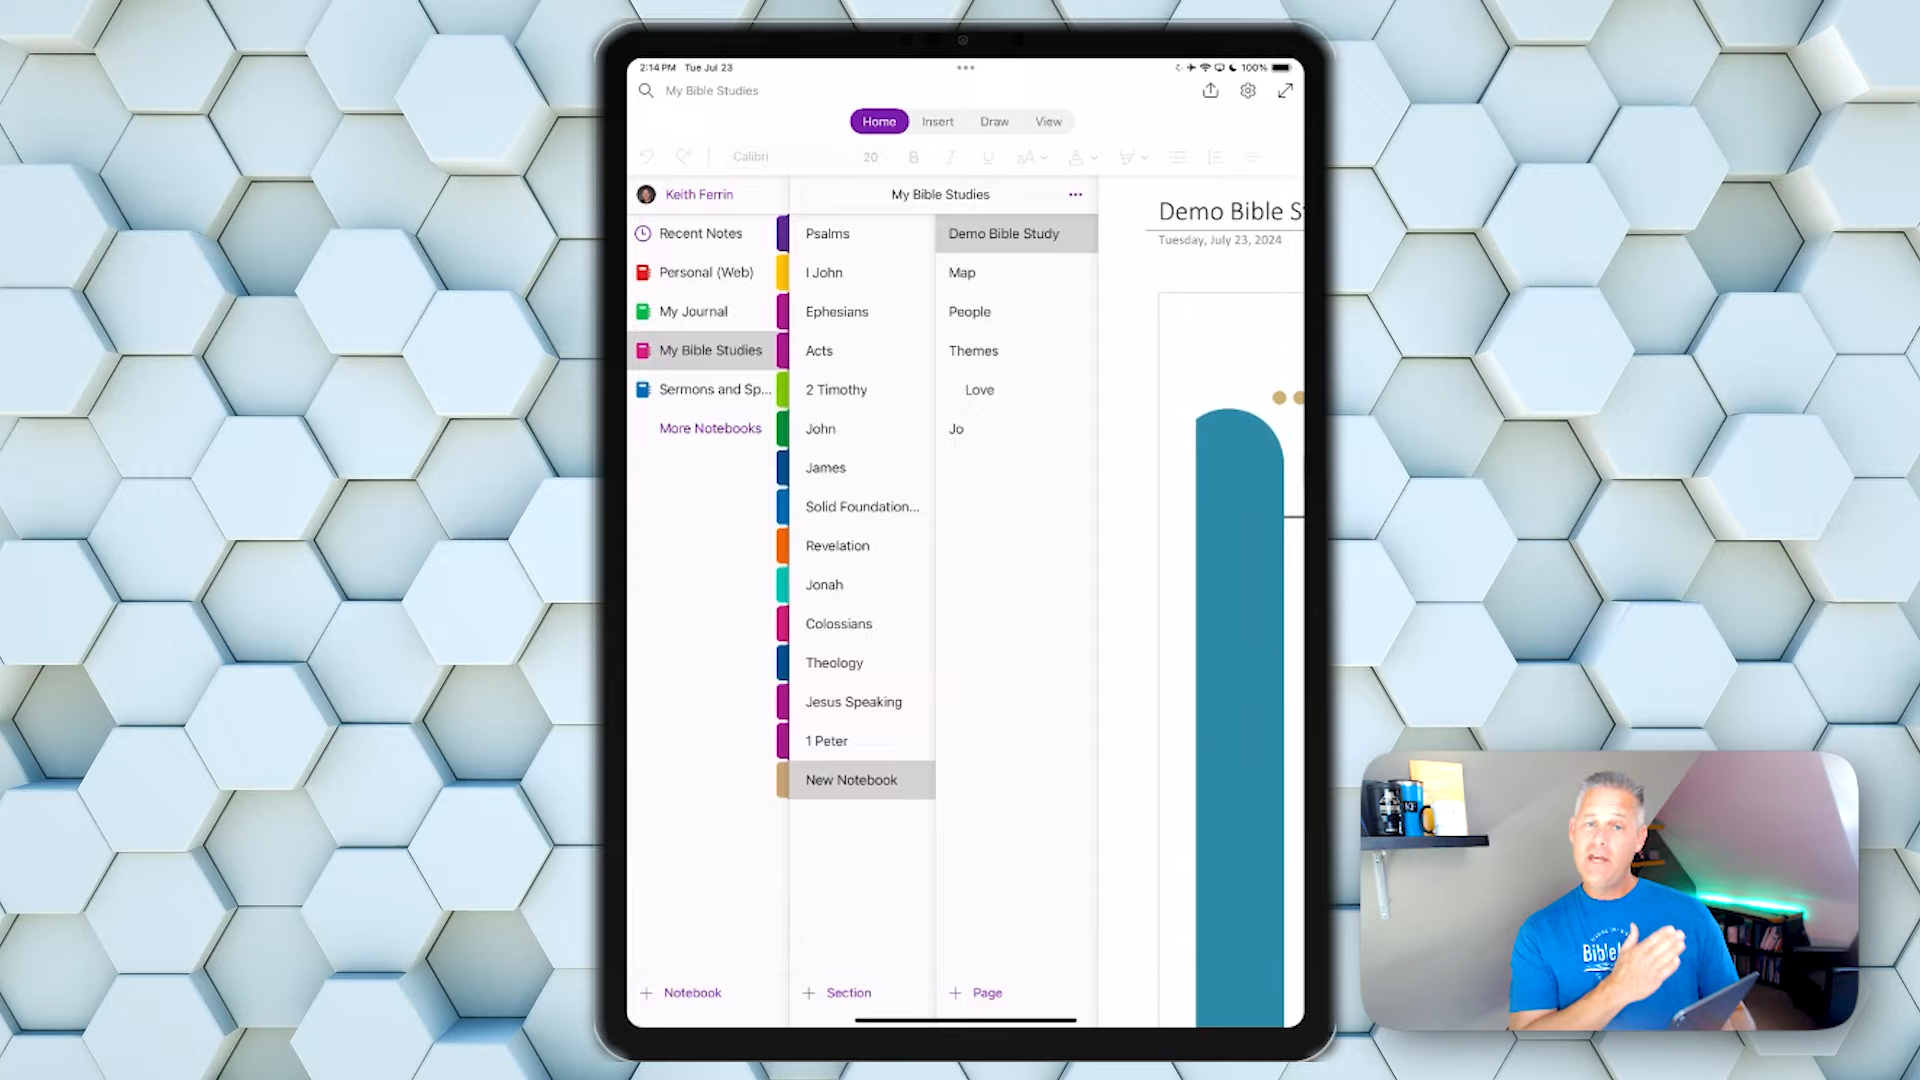 2:14 PM Tue Jul 23
100%
My Bible Studies
Home Insert Draw View
Calibri 20 B I U aA A
Keith Ferrin
Recent Notes
Personal (Web)
My Journal
My Bible Studies
Sermons and Sp...
More Notebooks
+ Notebook
My Bible Studies
Psalms
I John
Ephesians
Acts
2 Timothy
John
James
Solid Foundation...
Revelation
Jonah
Colossians
Theology
Jesus Speaking
1 Peter
New Notebook
+ Section
Demo Bible Study
Map
People
Themes
Love
Jo
+ Page
Demo Bible S
Tuesday, July 23, 2024
KF